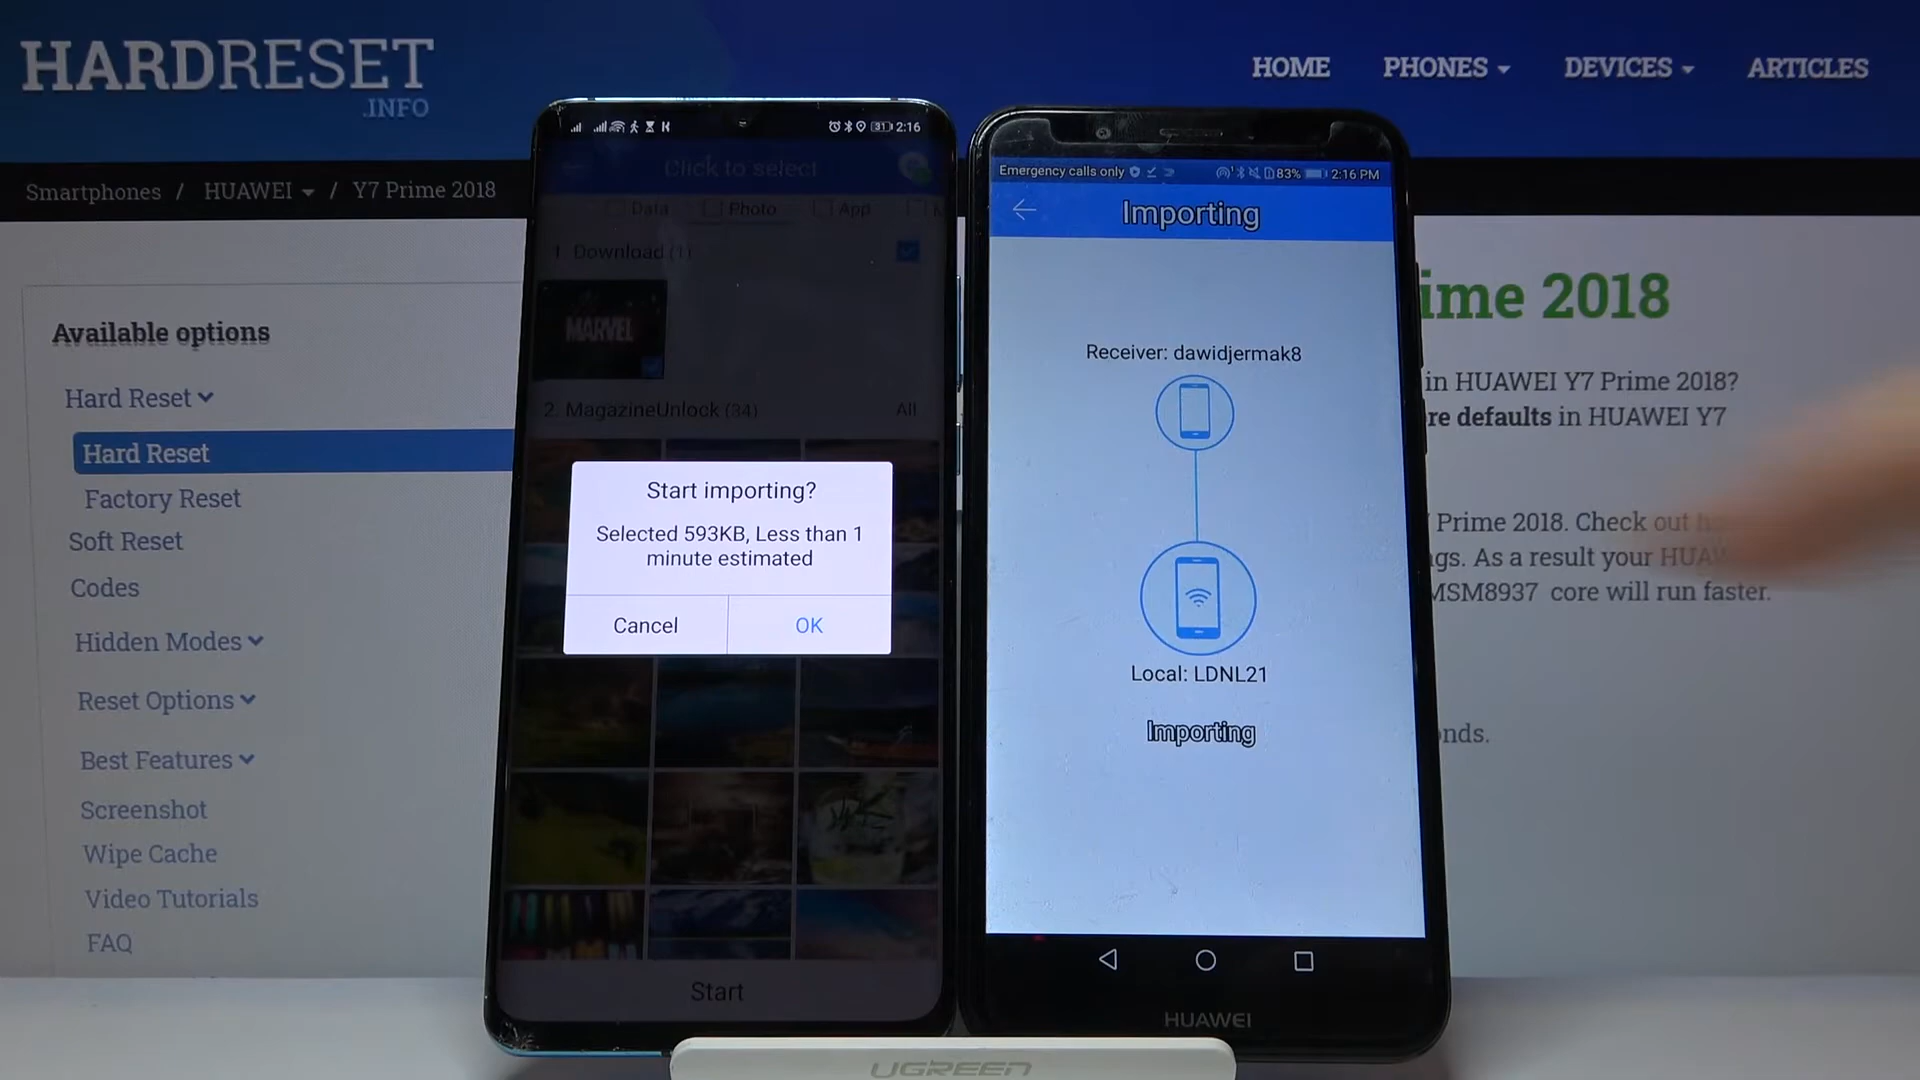 HARDRESET
.INFO
HOME PHONES DEVICES ARTICLES
Smartphones / HUAWEI / Y7 Prime 2018
Available options
Hard Reset
Hard Reset
Factory Reset
Soft Reset
Codes
Hidden Modes
Reset Options
Best Features
Screenshot
Wipe Cache
Video Tutorials
FAQ
31 2:16
Click to select
Data Photo App
1. Download (1)
MARVEL
2. MagazineUnlock (34) All
Start importing?
Selected 593KB, Less than 1
minute estimated
Cancel OK
Start
Emergency calls only 83% 2:16 PM
Importing
Receiver: dawidjermak8
Local: LDNL21
Importing
HUAWEI
ime 2018
in HUAWEI Y7 Prime 2018?
re defaults in HUAWEI Y7
Prime 2018. Check out
gs. As a result your
MSM8937 core will run faster.
onds.
UGREEN